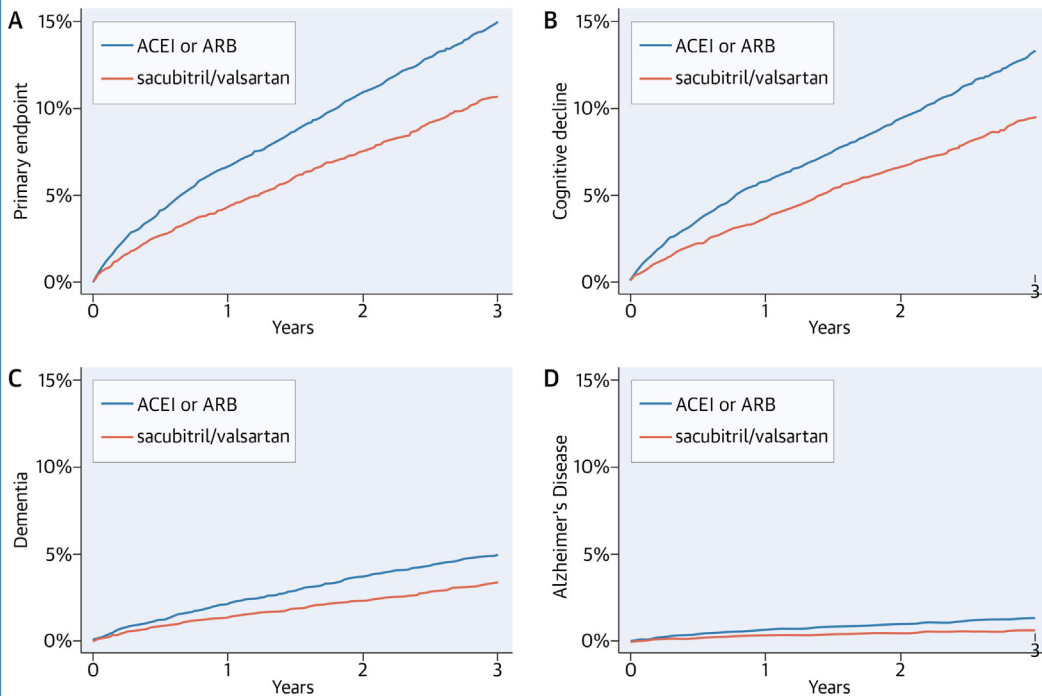 A
Primary endpoint
15%
10%
5%
0%
ACEI or ARB
sacubitril/valsartan
0 1 2 3
Years
B
Cognitive decline
15%
10%
5%
0%
ACEI or ARB
sacubitril/valsartan
0 1 2 3
Years
C
Dementia
15%
10%
5%
0%
ACEI or ARB
sacubitril/valsartan
0 1 2 3
Years
D
Alzheimer's Disease
15%
10%
5%
0%
ACEI or ARB
sacubitril/valsartan
0 1 2 3
Years